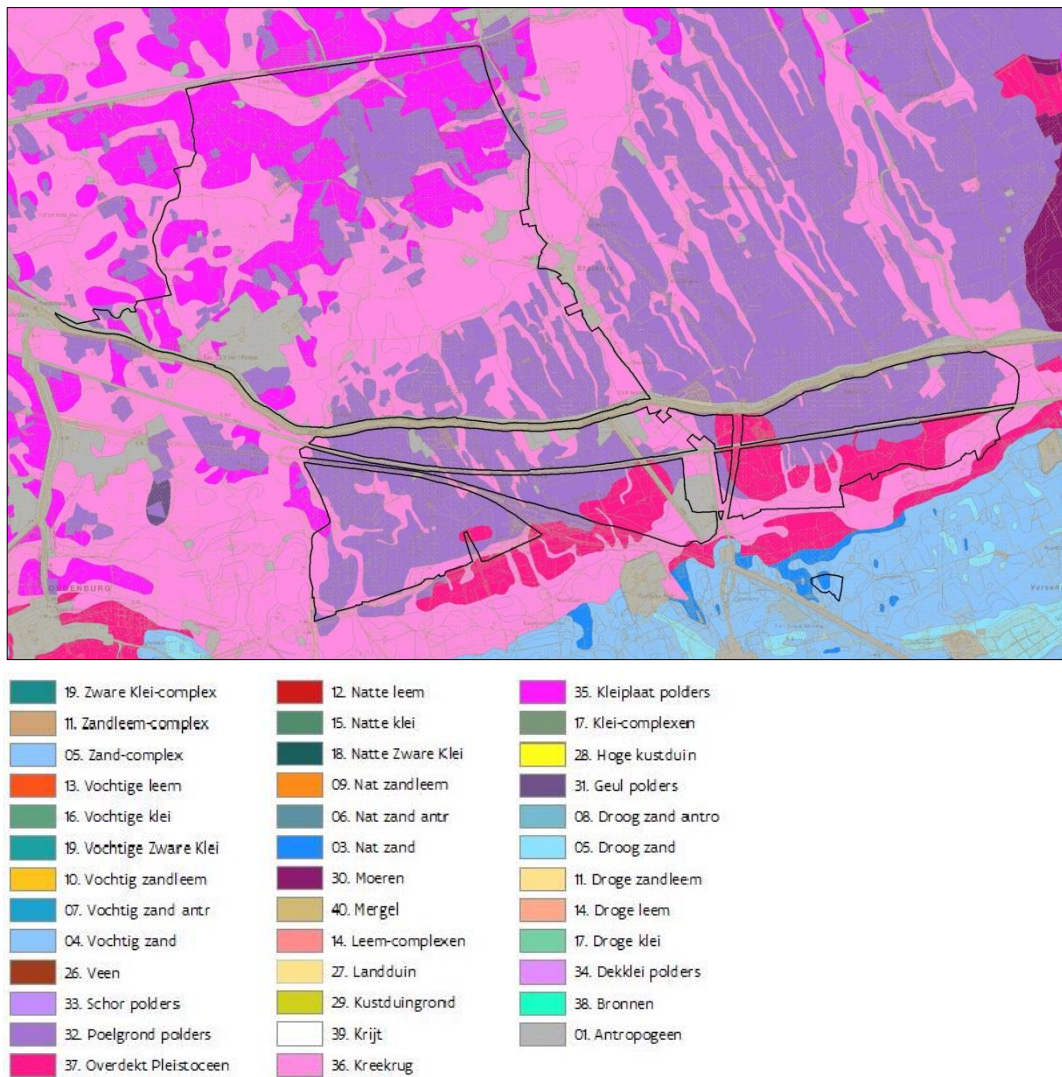 Stalhille
OUDENBURG
19. Zware Klei-complex
11. Zandleem-complex
05. Zand-complex
13. Vochtige leem
16. Vochtige klei
19. Vochtige Zware Klei
10. Vochtig zandleem
07. Vochtig zand antr
04. Vochtig zand
26. Veen
33. Schor polders
32. Poelgrond polders
37. Overdekt Pleistoceen
12. Natte leem
15. Natte klei
18. Natte Zware Klei
09. Nat zandleem
06. Nat zand antr
03. Nat zand
30. Moeren
40. Mergel
14. Leem-complexen
27. Landduin
29. Kustduingrond
39. Krijt
36. Kreekrug
35. Kleiplaat polders
17. Klei-complexen
28. Hoge kustduin
31. Geul polders
08. Droog zand antro
05. Droog zand
11. Droge zandleem
14. Droge leem
17. Droge klei
34. Dekklei polders
38. Bronnen
01. Antropogeen